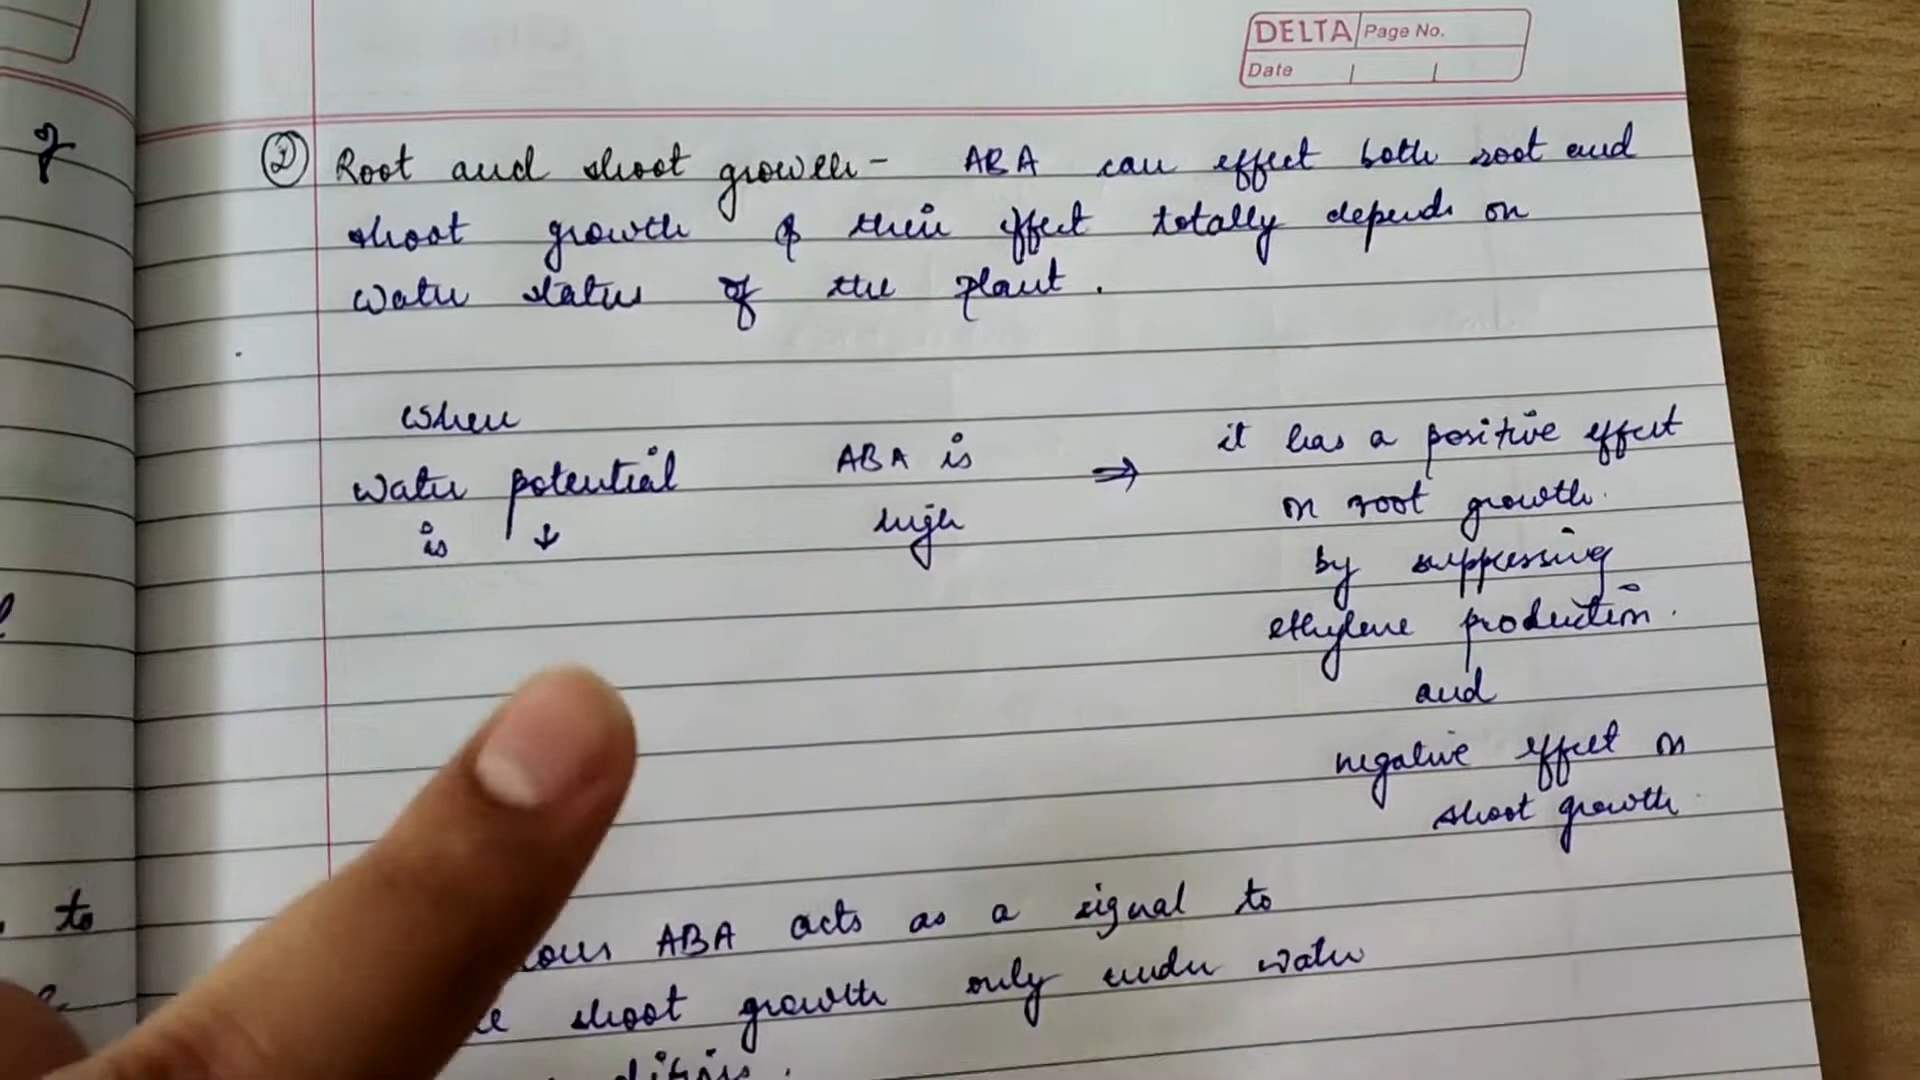 DELTA Page No.
Date
② Root and shoot growth - ABA can effect both root and
shoot growth & their effect totally depends on
water status of the plant.
when
water potential
is ↓
ABA is
high
⇒
it has a positive effect
on root growth.
by suppressing
ethylene production.
and
negative effect on
shoot growth
ABA acts as a signal to
shoot growth only under water
to